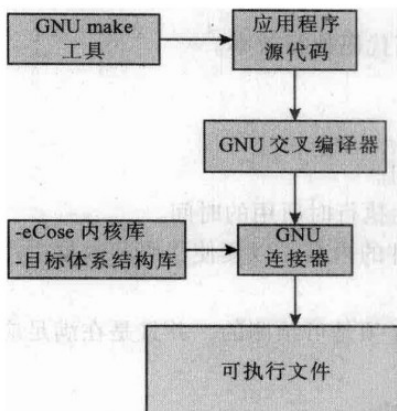 GNU make
工具
应用程序
源代码
GNU 交叉编译器
-eCose 内核库
-目标体系结构库
GNU
连接器
可执行文件